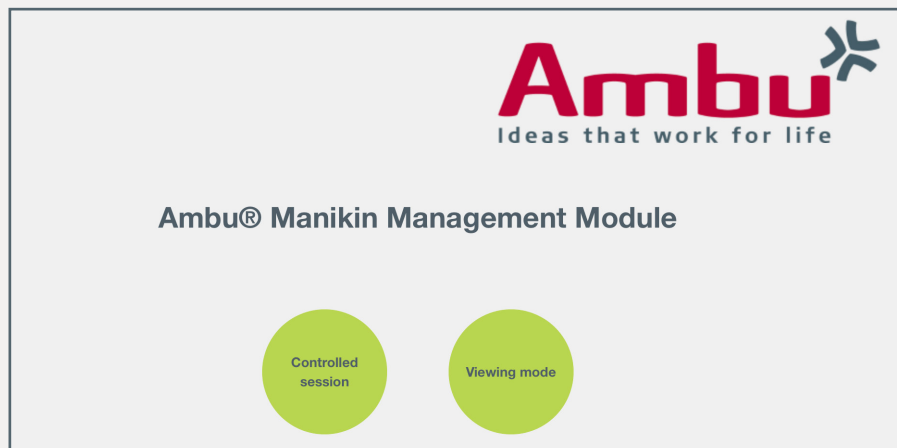 Ambu
Ideas that work for life
Ambu® Manikin Management Module
Controlled
session
Viewing mode